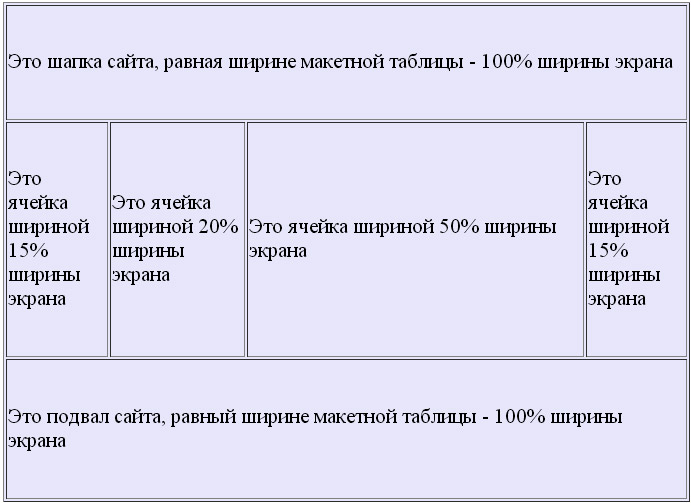 Это шапка сайта, равная ширине макетной таблицы - 100% ширины экрана
Это
ячейка
шириной
15%
ширины
экрана
Это ячейка
шириной 20%
ширины
экрана
Это ячейка шириной 50% ширины
экрана
Это
ячейка
шириной
15%
ширины
экрана
Это подвал сайта, равный ширине макетной таблицы - 100% ширины
экрана